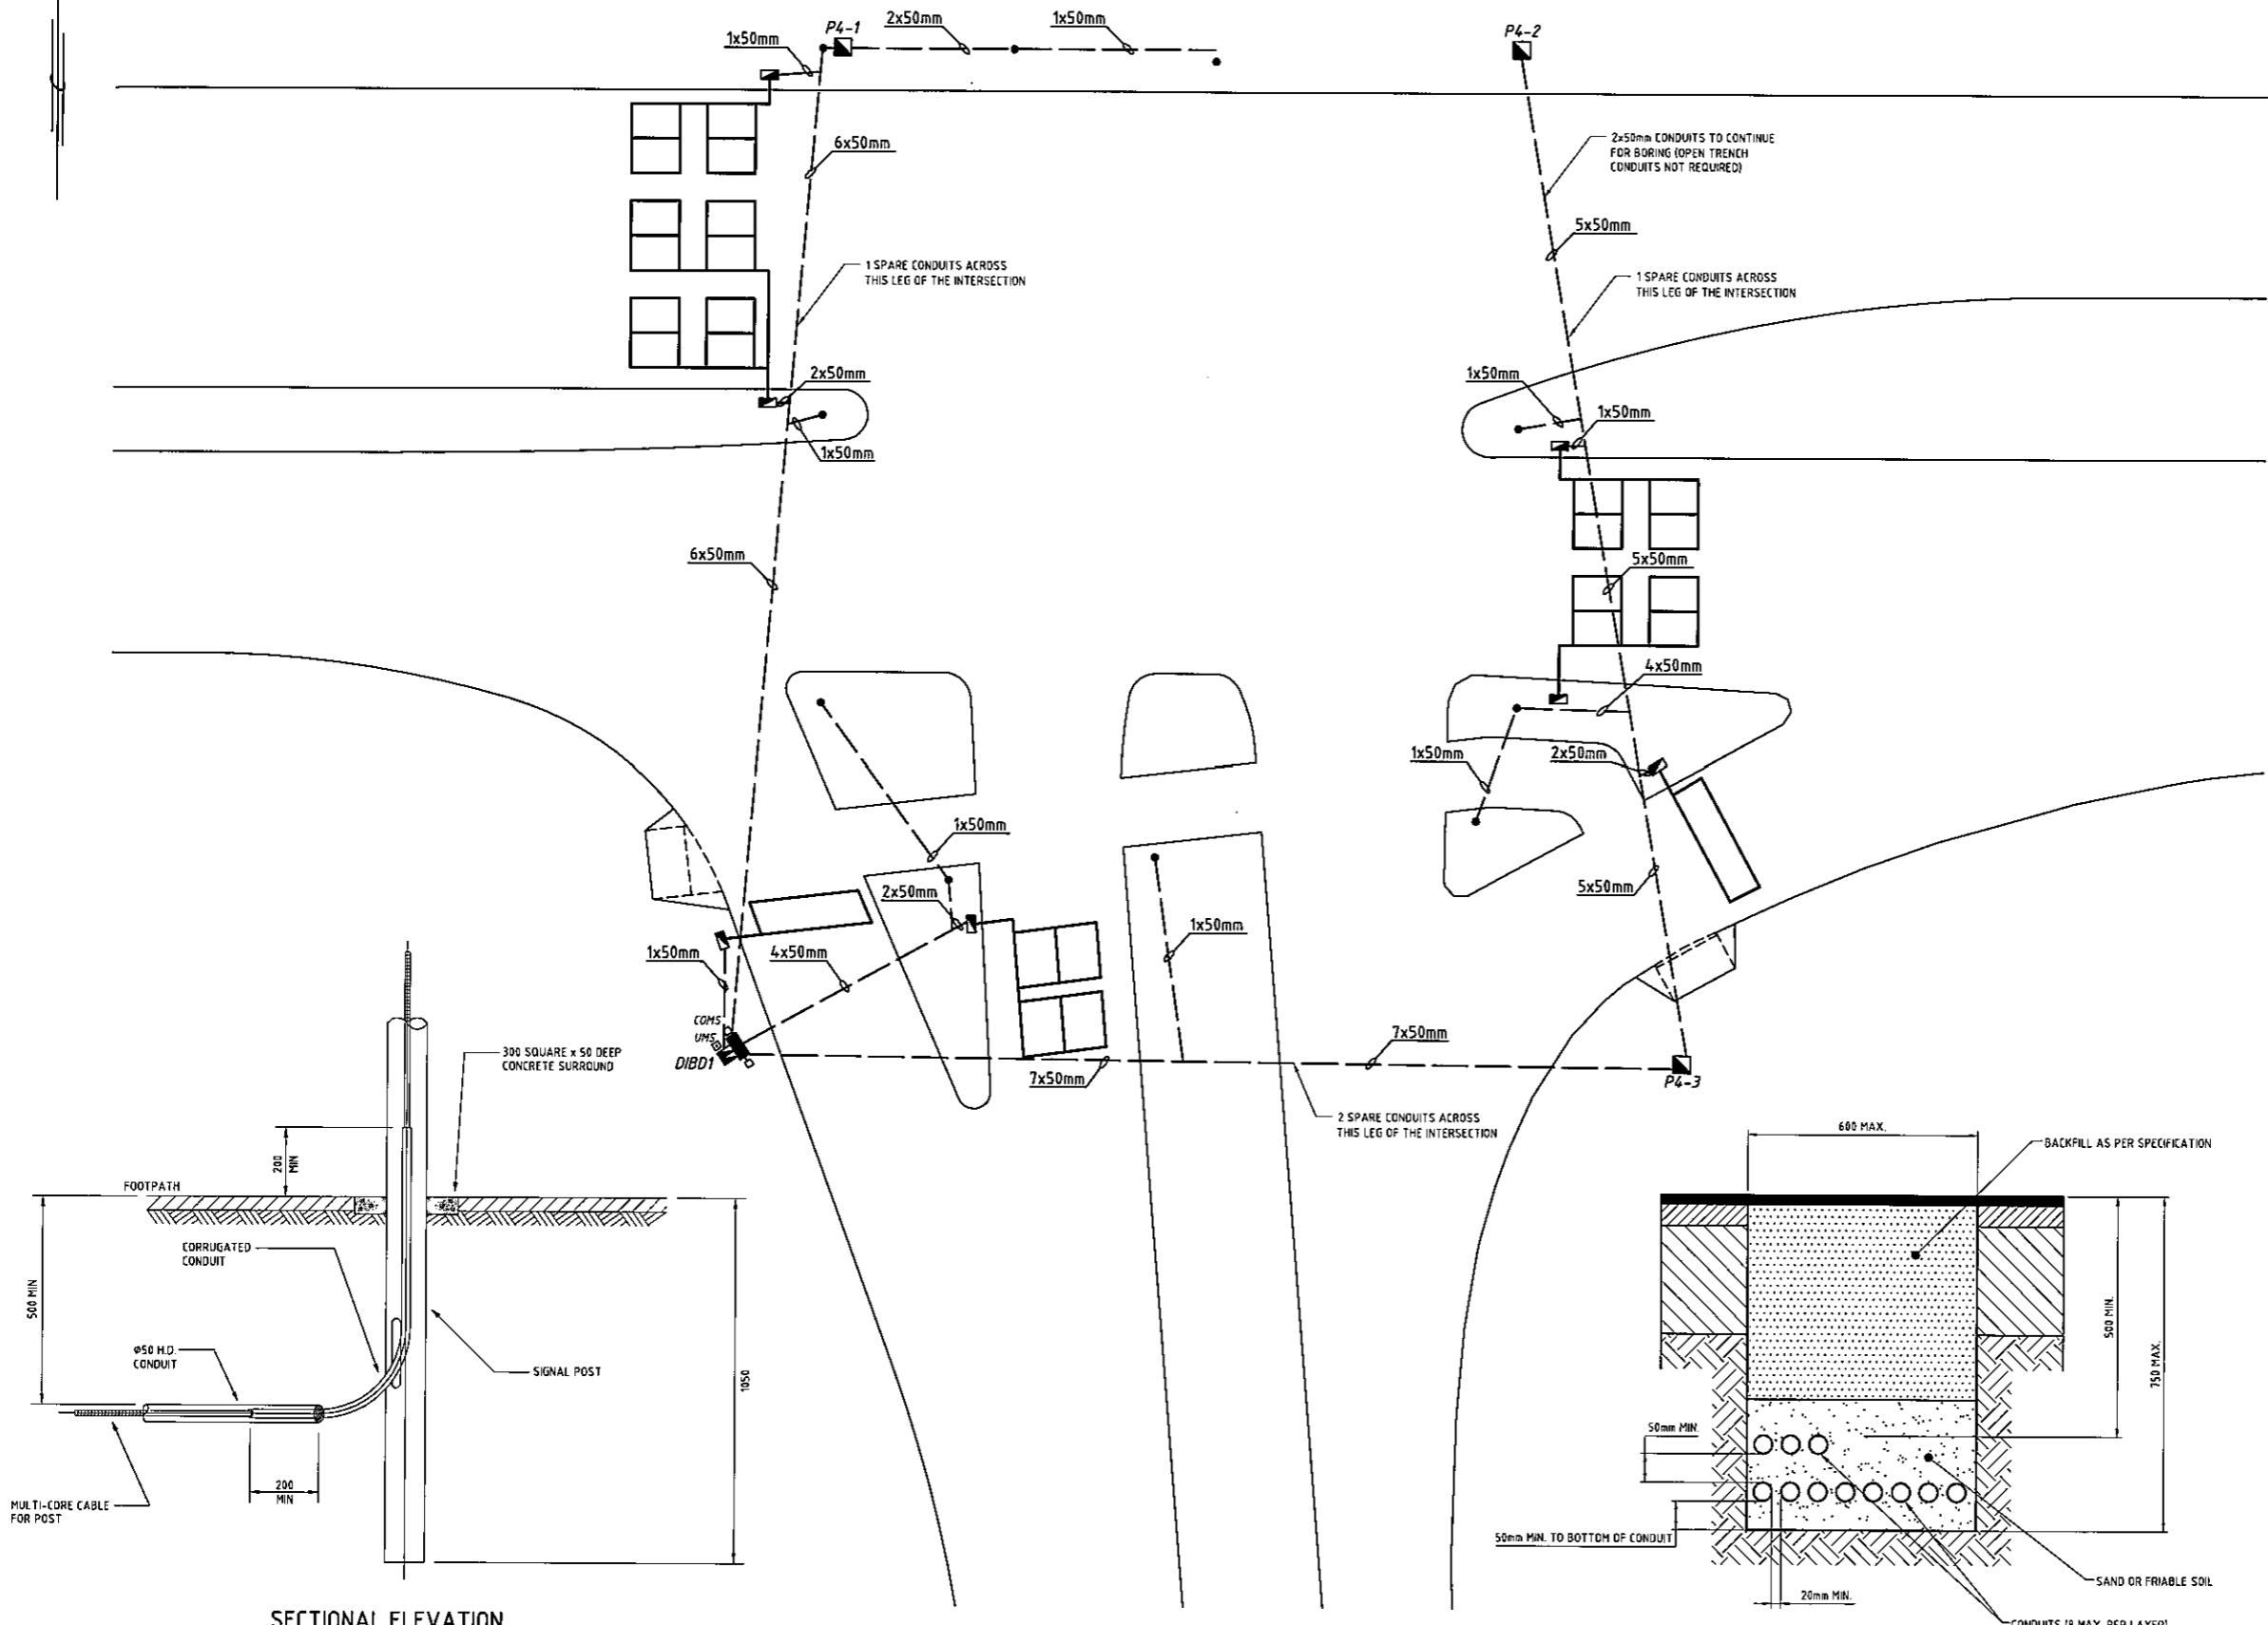 P4-1
2x50mm
1x50mm
P4-2
1x50mm
6x50mm
2x50mm CONDUITS TO CONTINUE
FOR BORING (OPEN TRENCH
CONDUITS NOT REQUIRED)
5x50mm
1 SPARE CONDUITS ACROSS
THIS LEG OF THE INTERSECTION
1 SPARE CONDUITS ACROSS
THIS LEG OF THE INTERSECTION
2x50mm
1x50mm
1x50mm
1x50mm
6x50mm
5x50mm
4x50mm
1x50mm
2x50mm
1x50mm
2x50mm
5x50mm
1x50mm
1x50mm
4x50mm
COMS
UMS
DIBD1
7x50mm
7x50mm
P4-3
2 SPARE CONDUITS ACROSS
THIS LEG OF THE INTERSECTION
300 SQUARE x 50 DEEP
CONCRETE SURROUND
200
MIN
FOOTPATH
CORRUGATED
CONDUIT
500 MIN
Ø50 H.D.
CONDUIT
SIGNAL POST
1050
200
MIN
MULTI-CORE CABLE
FOR POST
SECTIONAL ELEVATION
600 MAX.
BACKFILL AS PER SPECIFICATION
500 MIN.
750 MAX.
50mm MIN.
50mm MIN. TO BOTTOM OF CONDUIT
20mm MIN.
SAND OR FRIABLE SOIL
CONDUITS (8 MAX. PER LAYER)